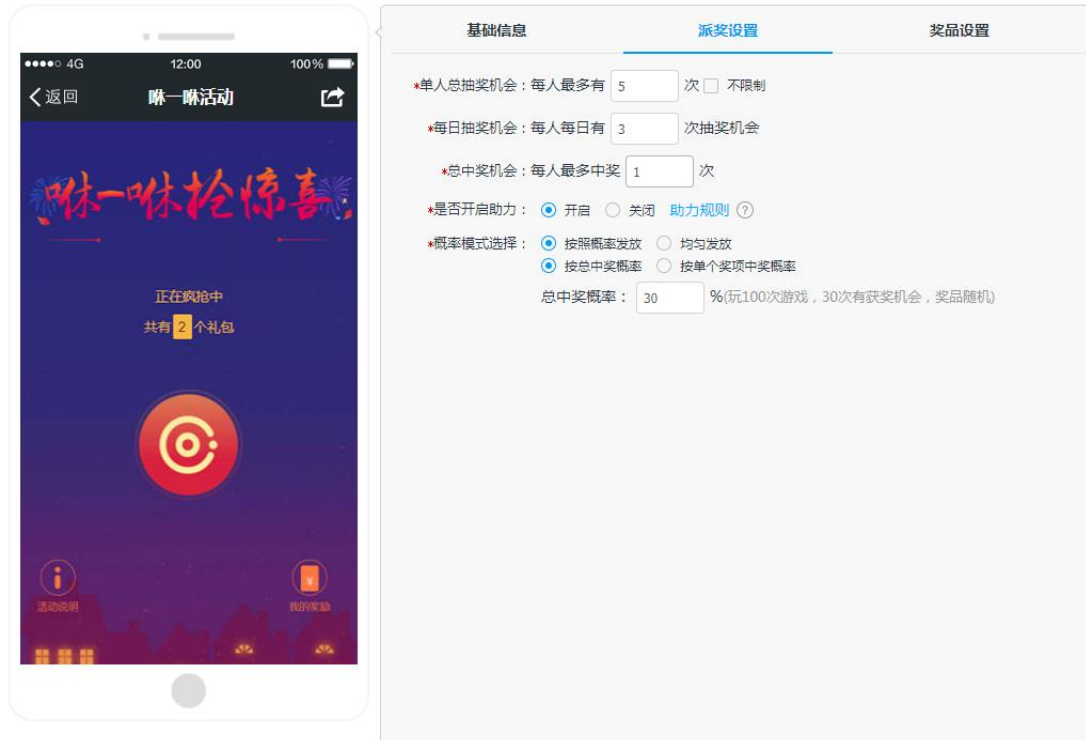 基础信息 派奖设置 奖品设置
4G 12:00 100%
返回 咻一咻活动
咻一咻抢惊喜
正在疯抢中
共有 2 个礼包
活动说明 我的奖励
*单人总抽奖机会：每人最多有 5 次 不限制
*每日抽奖机会：每人每日有 3 次抽奖机会
*总中奖机会：每人最多中奖 1 次
*是否开启助力： 开启 关闭 助力规则 ?
*概率模式选择： 按照概率发放 均匀发放
按总中奖概率 按单个奖项中奖概率
总中奖概率： 30 %(玩100次游戏，30次有获奖机会，奖品随机)